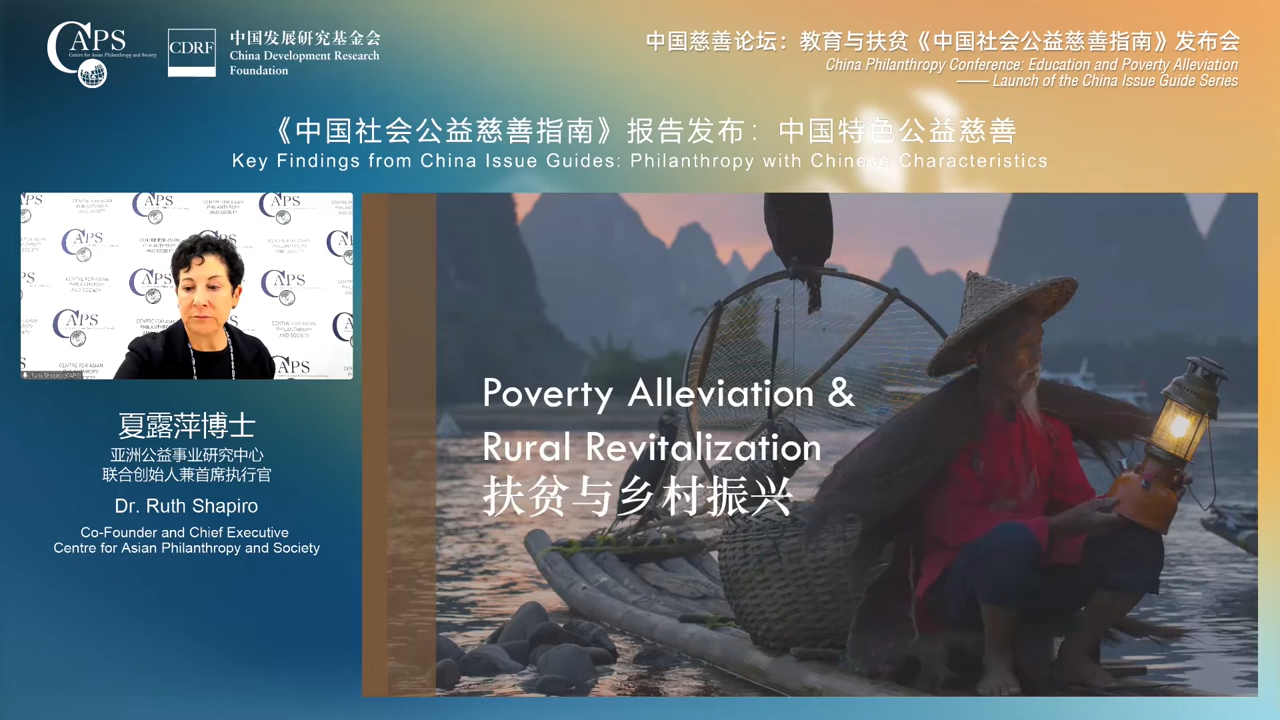 CAPS
Centre for Asian Philanthropy and Society
CDRF
中国发展研究基金会
China Development Research
Foundation
中国慈善论坛：教育与扶贫《中国社会公益慈善指南》发布会
China Philanthropy Conference: Education and Poverty Alleviation
—— Launch of the China Issue Guide Series
《中国社会公益慈善指南》报告发布：中国特色公益慈善
Key Findings from China Issue Guides: Philanthropy with Chinese Characteristics
CAPS
CENTRE FOR ASIAN
PHILANTHROPY
AND SOCIETY
Poverty Alleviation &
Rural Revitalization
扶贫与乡村振兴
夏露萍博士
亚洲公益事业研究中心
联合创始人兼首席执行官
Dr. Ruth Shapiro
Co-Founder and Chief Executive
Centre for Asian Philanthropy and Society